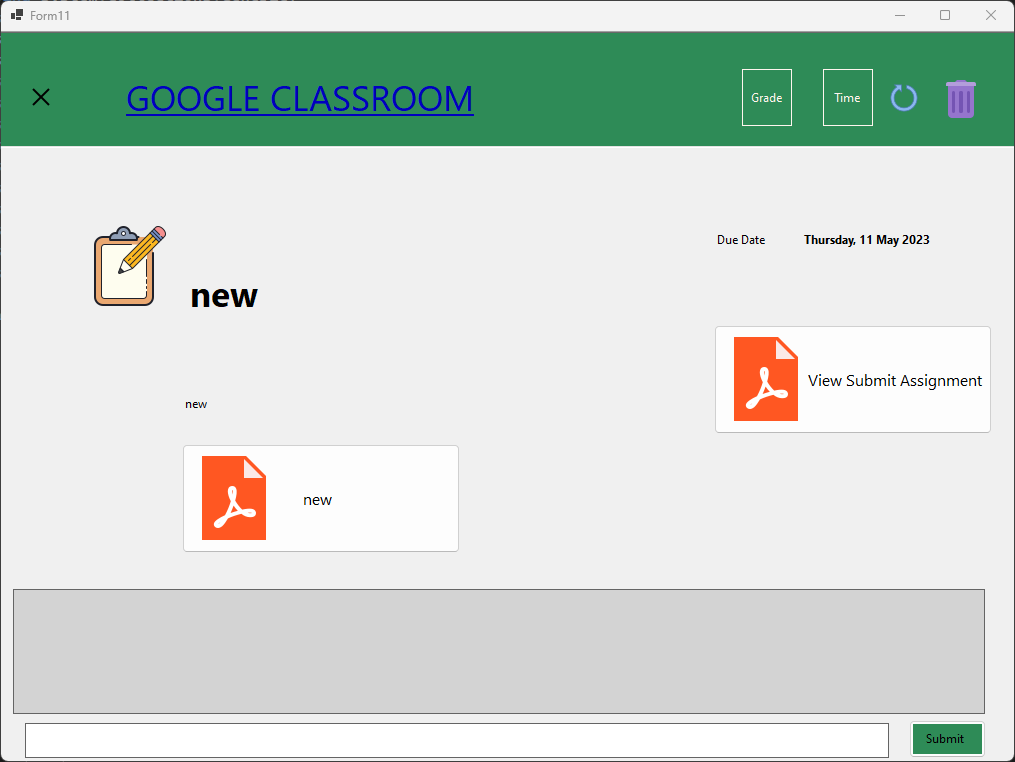 Form11
GOOGLE CLASSROOM
Grade
Time
Due Date
Thursday, 11 May 2023
new
View Submit Assignment
new
new
Submit